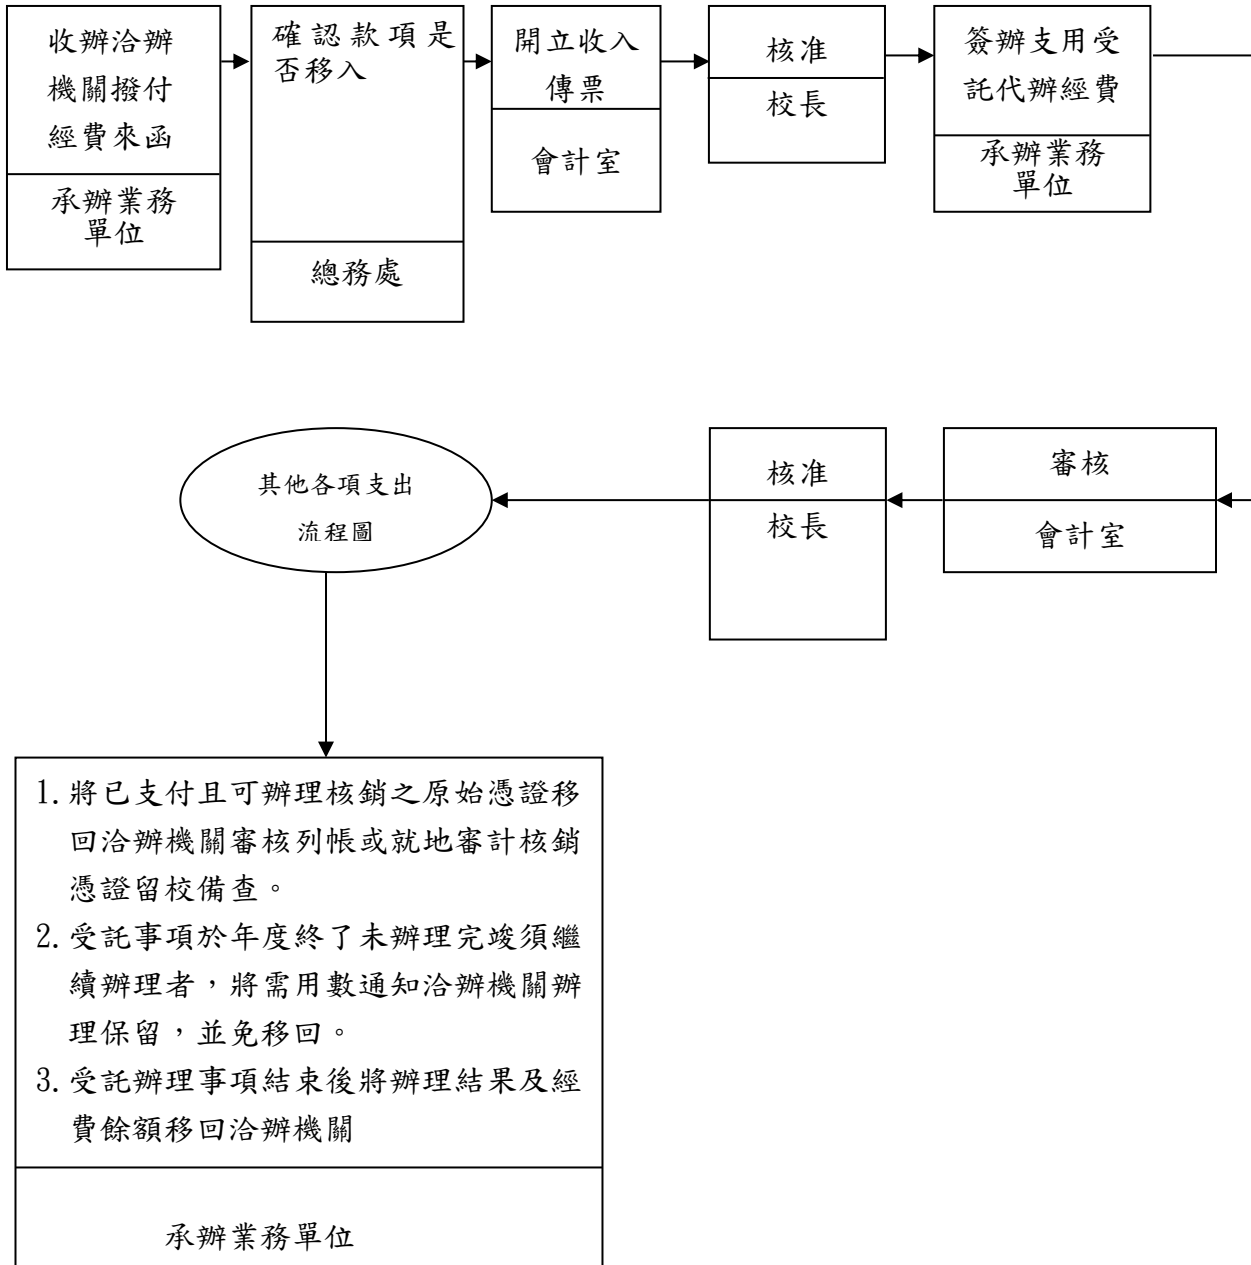 收辦洽辦
機關撥付
經費來函
承辦業務
單位
確認款項是
否移入
總務處
開立收入
傳票
會計室
核准
校長
簽辦支用受
託代辦經費
承辦業務
單位
審核
會計室
核准
校長
其他各項支出
流程圖
1.將已支付且可辦理核銷之原始憑證移
回洽辦機關審核列帳或就地審計核銷
憑證留校備查。
2.受託事項於年度終了未辦理完竣須繼
續辦理者，將需用數通知洽辦機關辦
理保留，並免移回。
3.受託辦理事項結束後將辦理結果及經
費餘額移回洽辦機關
承辦業務單位